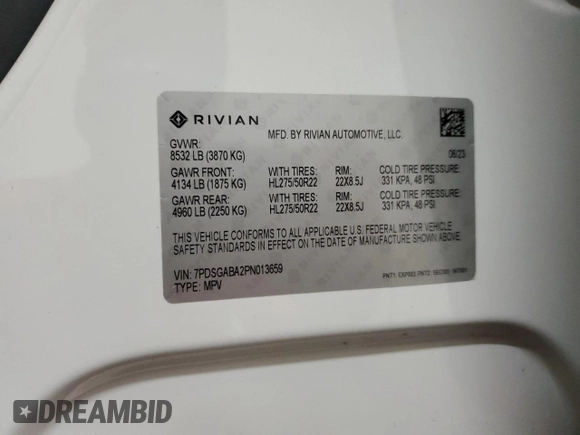 RIVIAN
MFD. BY RIVIAN AUTOMOTIVE, LLC.
GVWR:
8532 LB (3870 KG)
08/23
GAWR FRONT: WITH TIRES: RIM: COLD TIRE PRESSURE:
4134 LB (1875 KG) HL275/50R22 22X8.5J 331 KPA, 48 PSI
GAWR REAR: WITH TIRES: RIM: COLD TIRE PRESSURE:
4960 LB (2250 KG) HL275/50R22 22X8.5J 331 KPA, 48 PSI
THIS VEHICLE CONFORMS TO ALL APPLICABLE U.S. FEDERAL MOTOR VEHICLE
SAFETY STANDARDS IN EFFECT ON THE DATE OF MANUFACTURE SHOWN ABOVE.
VIN: 7PDSGABA2PN013659
TYPE: MPV
PNT1: PNT2:
DREAMBID